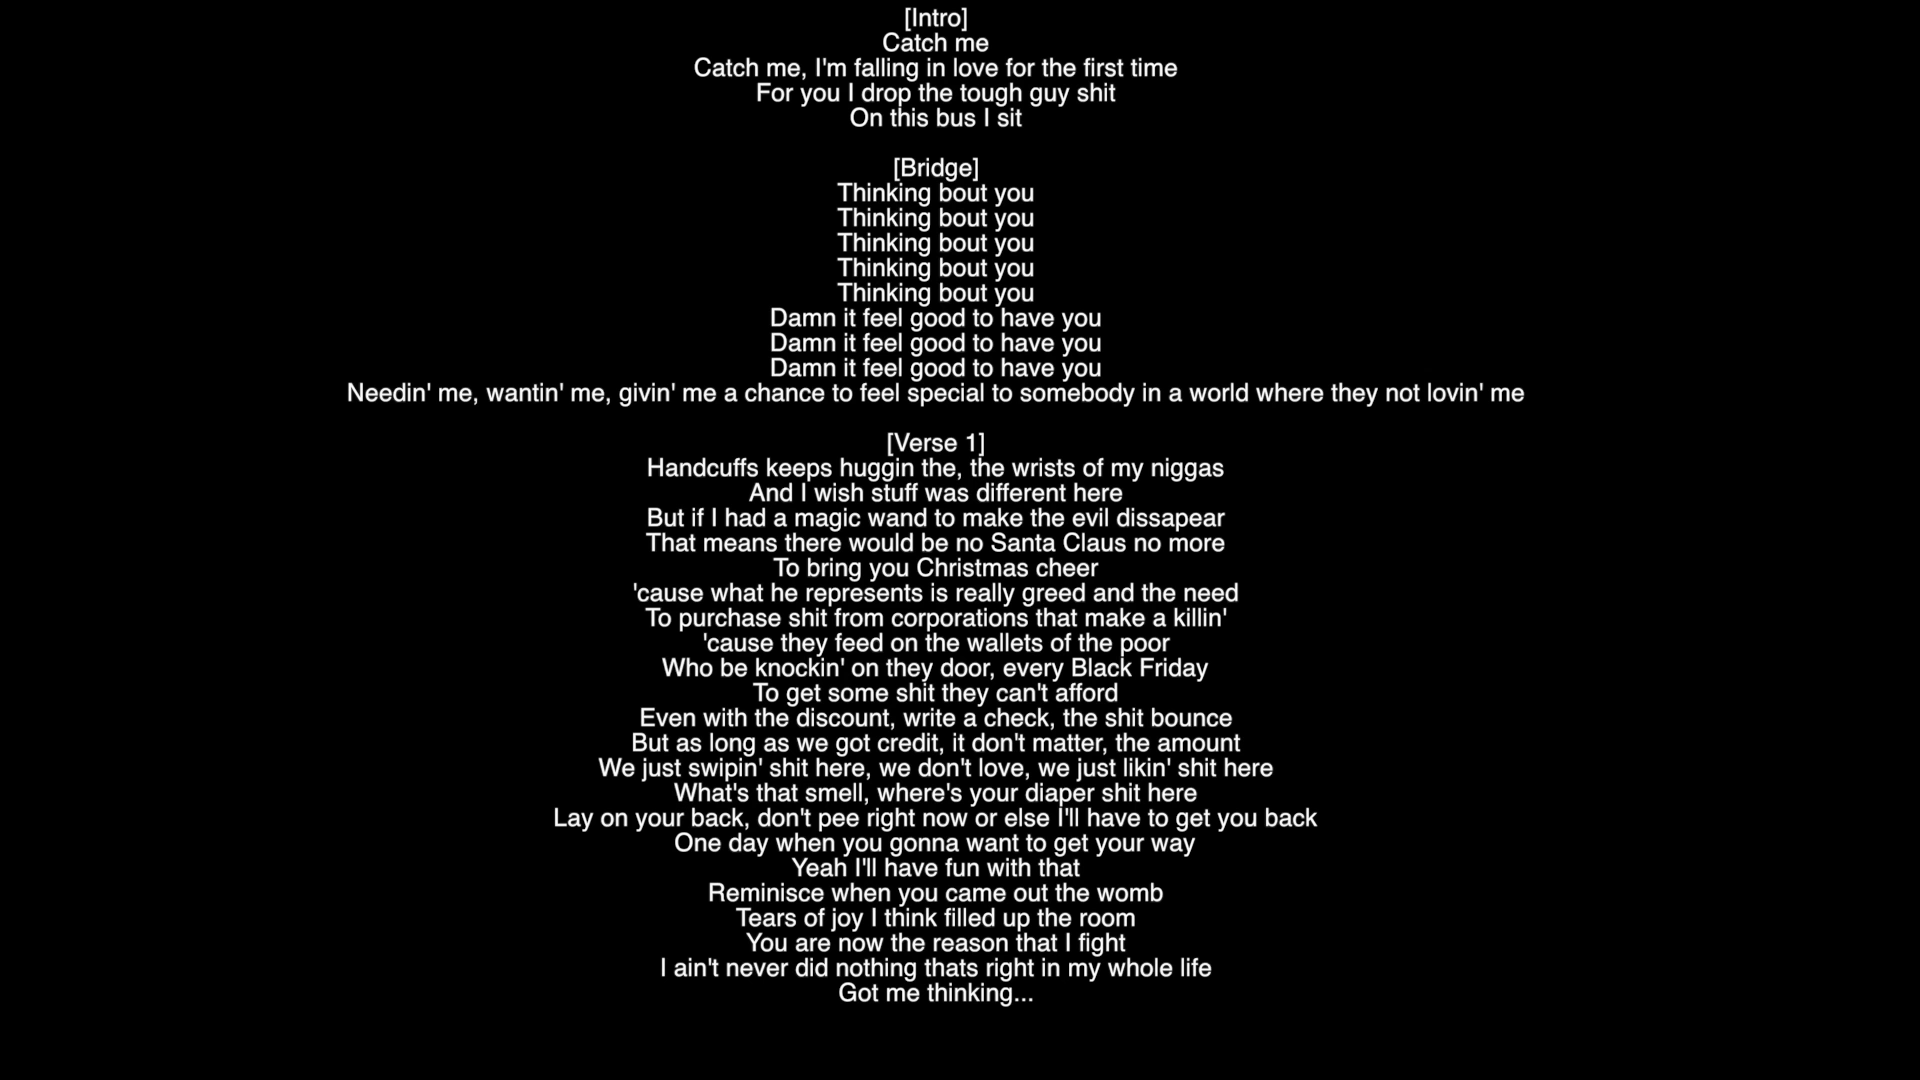 [Intro]
Catch me
Catch me, I'm falling in love for the first time
For you I drop the tough guy shit
On this bus I sit
[Bridge]
Thinking bout you
Thinking bout you
Thinking bout you
Thinking bout you
Thinking bout you
Damn it feel good to have you
Damn it feel good to have you
Damn it feel good to have you
Needin' me, wantin' me, givin' me a chance to feel special to somebody in a world where they not lovin' me
[Verse 1]
Handcuffs keeps huggin the, the wrists of my niggas
And I wish stuff was different here
But if I had a magic wand to make the evil dissapear
That means there would be no Santa Claus no more
To bring you Christmas cheer
'cause what he represents is really greed and the need
To purchase shit from corporations that make a killin'
'cause they feed on the wallets of the poor
Who be knockin' on they door, every Black Friday
To get some shit they can't afford
Even with the discount, write a check, the shit bounce
But as long as we got credit, it don't matter, the amount
We just swipin' shit here, we don't love, we just likin' shit here
What's that smell, where's your diaper shit here
Lay on your back, don't pee right now or else I'll have to get you back
One day when you gonna want to get your way
Yeah I'll have fun with that
Reminisce when you came out the womb
Tears of joy I think filled up the room
You are now the reason that I fight
I ain't never did nothing thats right in my whole life
Got me thinking...